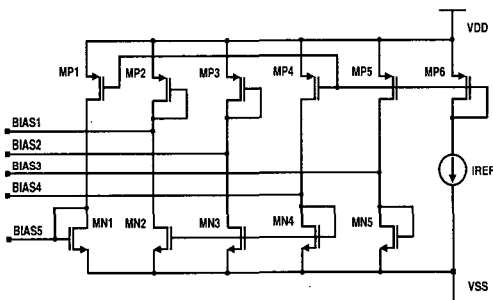 VDD
MP1
MP2
MP3
MP4
MP5
MP6
BIAS1
BIAS2
BIAS3
BIAS4
IREF
MN1
MN2
MN3
MN4
MN5
BIAS5
VSS